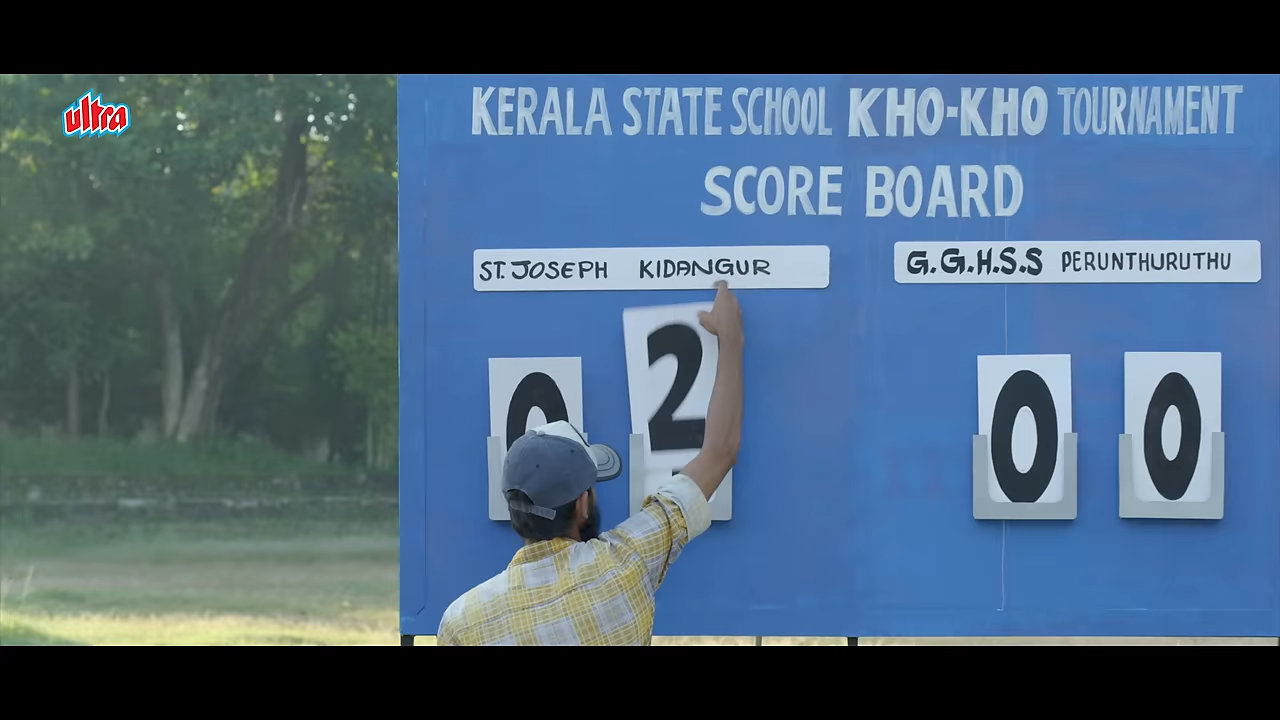 ultra
KERALA STATE SCHOOL KHO-KHO TOURNAMENT
SCORE BOARD
ST. JOSEPH KIDANGUR
G.G.H.S.S PERUNTHURUTHU
0 2 0 0